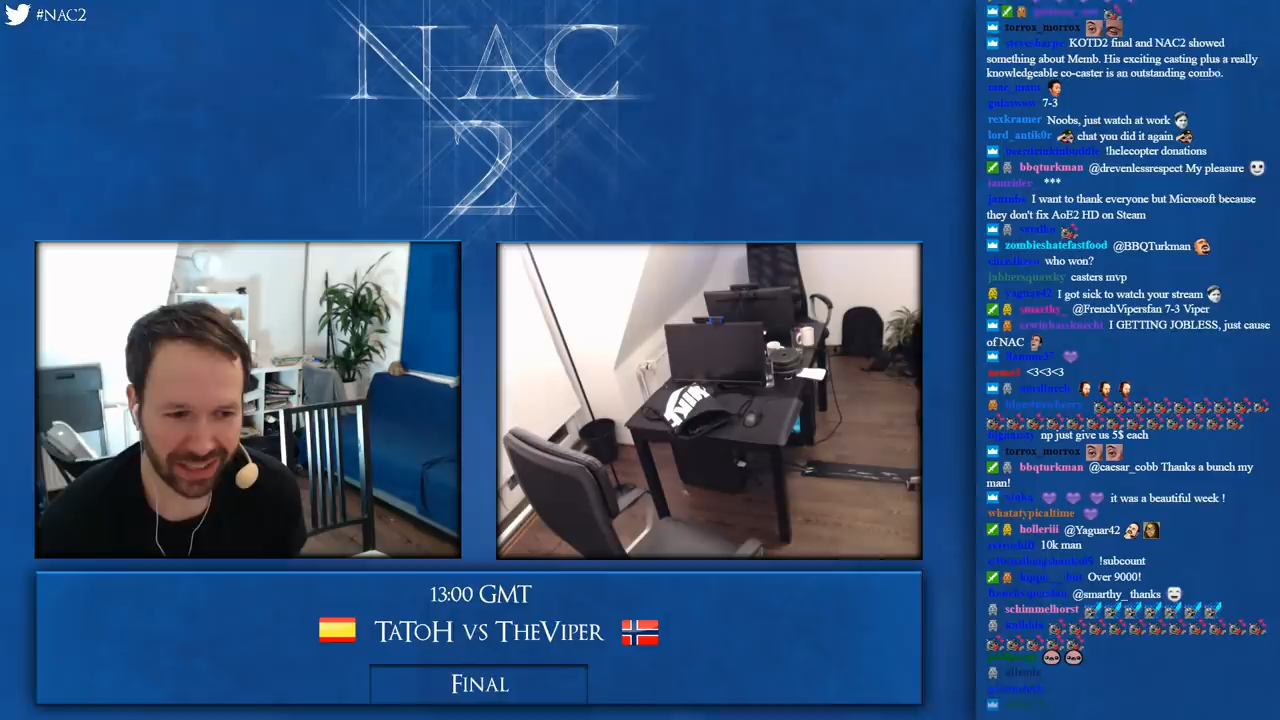 #NAC2
NAC
2
NIKE
13:00 GMT
TaToH vs TheViper
Final
torrox_morrox
KOTD2 final and NAC2 showed
something about Memb. His exciting casting plus a really
knowledgeable co-caster is an outstanding combo.
7-3
rexkramer Noobs, just watch at work
lord_antik0r chat you did it again
!helecopter donations
bbqturkman @drevenlessrespect My pleasure
***
I want to thank everyone but Microsoft because
they don't fix AoE2 HD on Steam
zombieshatefastfood @BBQTurkman
who won?
jabbersquawky casters mvp
yaguar42 I got sick to watch your stream
smarthy_ @FrenchVipersfan 7-3 Viper
I GETTING JOBLESS, just cause
of NAC
<3<3<3
np just give us 5$ each
torrox_morrox
bbqturkman @caesar_cobb Thanks a bunch my
man!
it was a beautiful week !
whatatypicaltime
holleriii @Yaguar42
10k man
!subcount
Over 9000!
@smarthy_ thanks
schimmelhorst